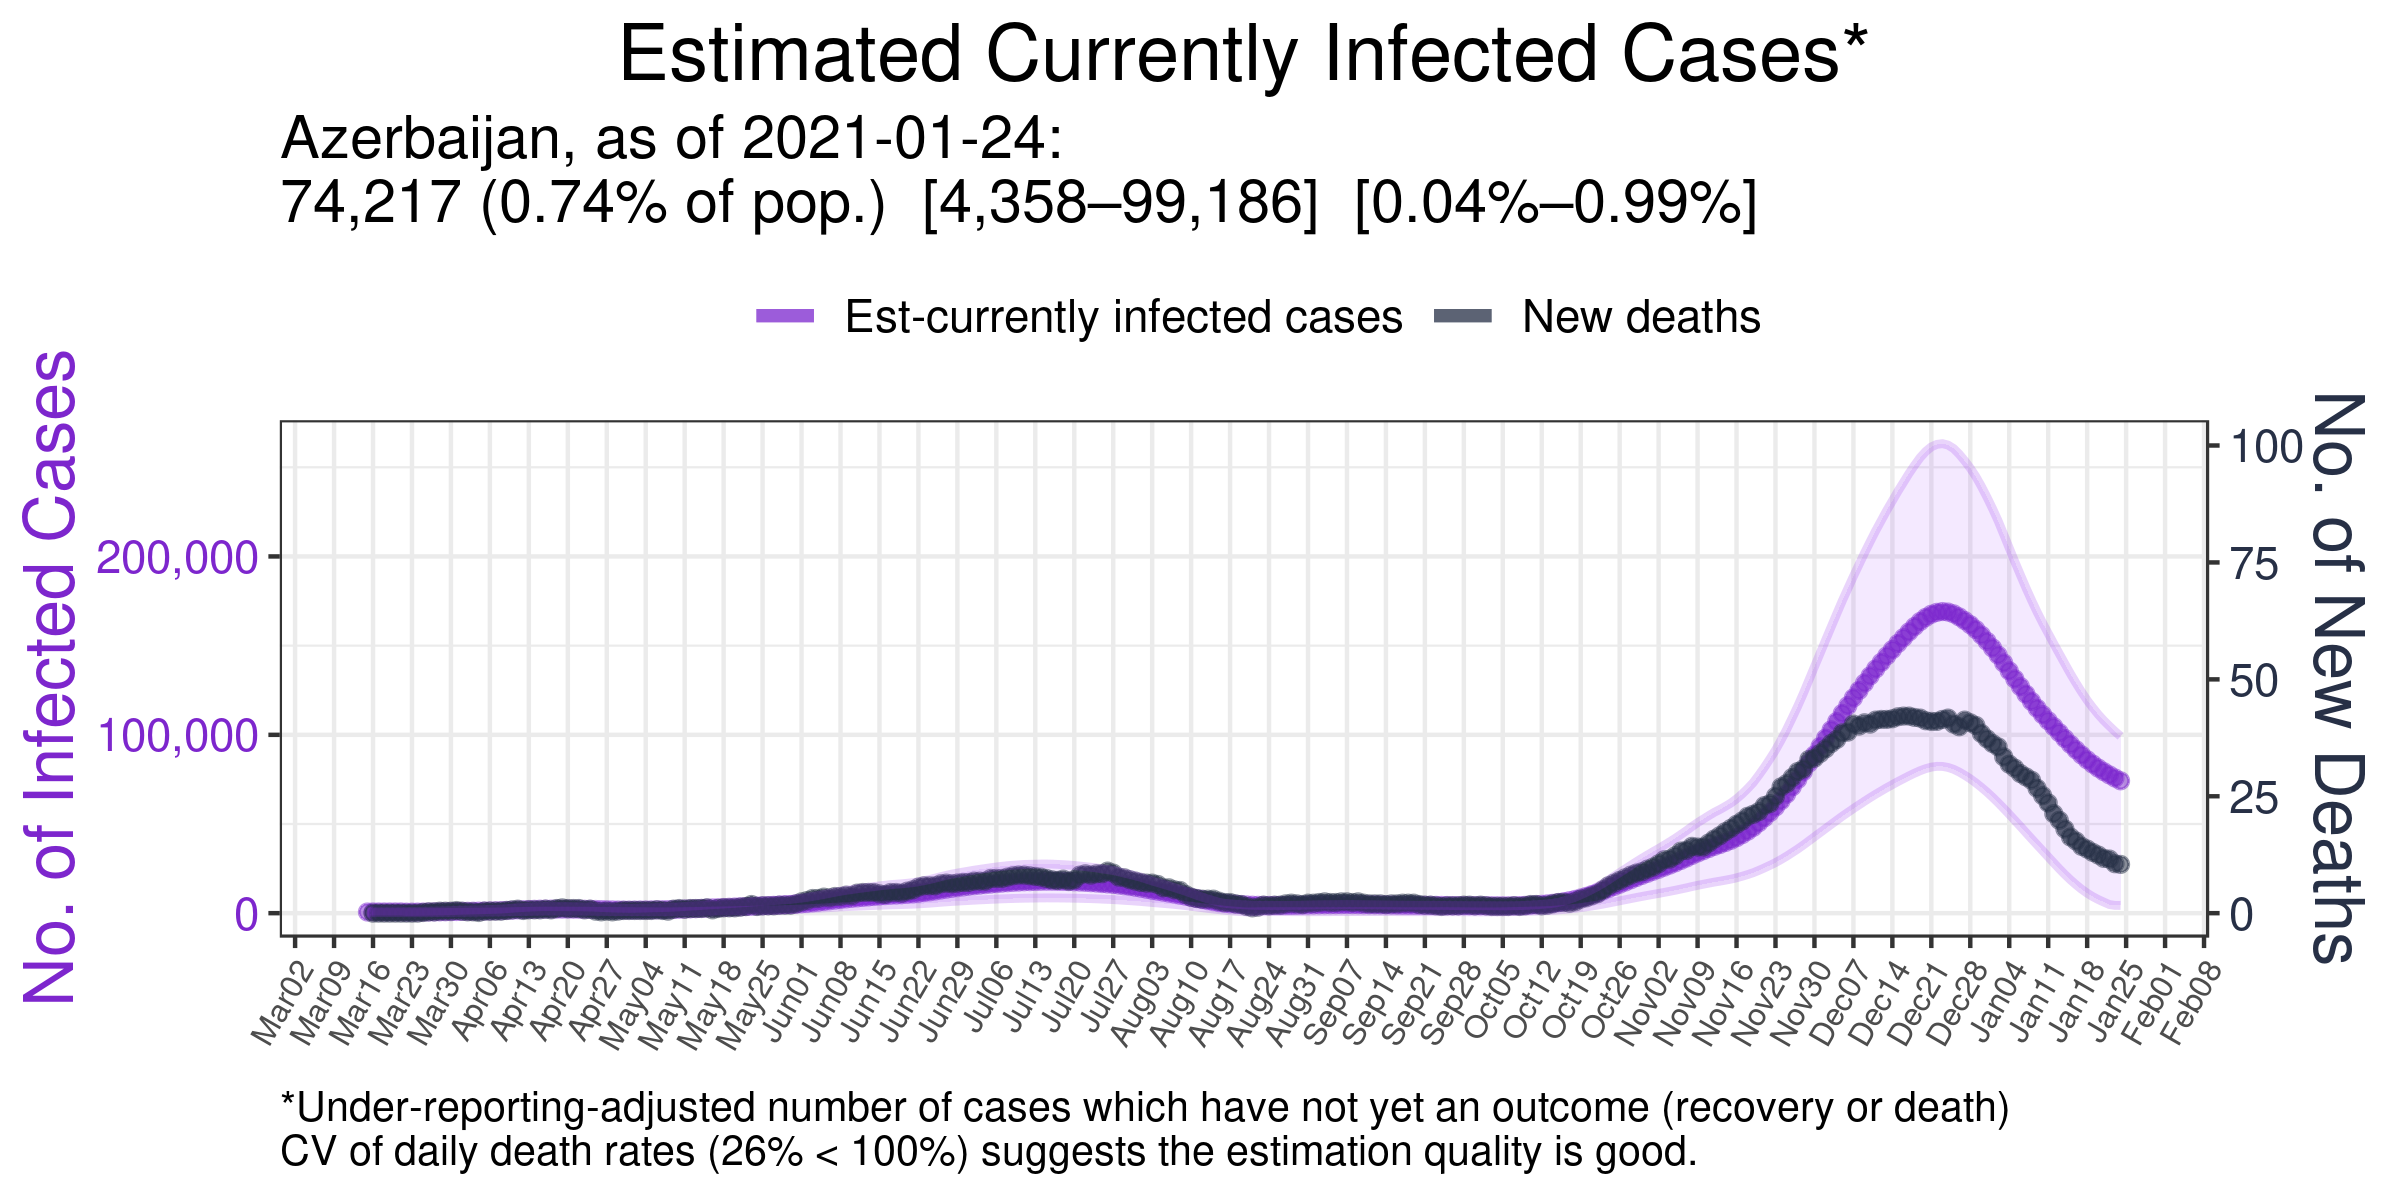 Estimated Currently Infected Cases*
Azerbaijan, as of 2021-01-24:
74,217 (0.74% of pop.) [4,358–99,186] [0.04%–0.99%]
Est-currently infected cases
New deaths
No. of Infected Cases
200,000
100,000
0
100
75
50
25
0
No. of New Deaths
Mar02
Mar09
Mar16
Mar23
Mar30
Apr06
Apr13
Apr20
Apr27
May04
May11
May18
May25
Jun01
Jun08
Jun15
Jun22
Jun29
Jul06
Jul13
Jul20
Jul27
Aug03
Aug10
Aug17
Aug24
Aug31
Sep07
Sep14
Sep21
Sep28
Oct05
Oct12
Oct19
Oct26
Nov02
Nov09
Nov16
Nov23
Nov30
Dec07
Dec14
Dec21
Dec28
Jan04
Jan11
Jan18
Jan25
Feb01
Feb08
*Under-reporting-adjusted number of cases which have not yet an outcome (recovery or death)
CV of daily death rates (26% < 100%) suggests the estimation quality is good.